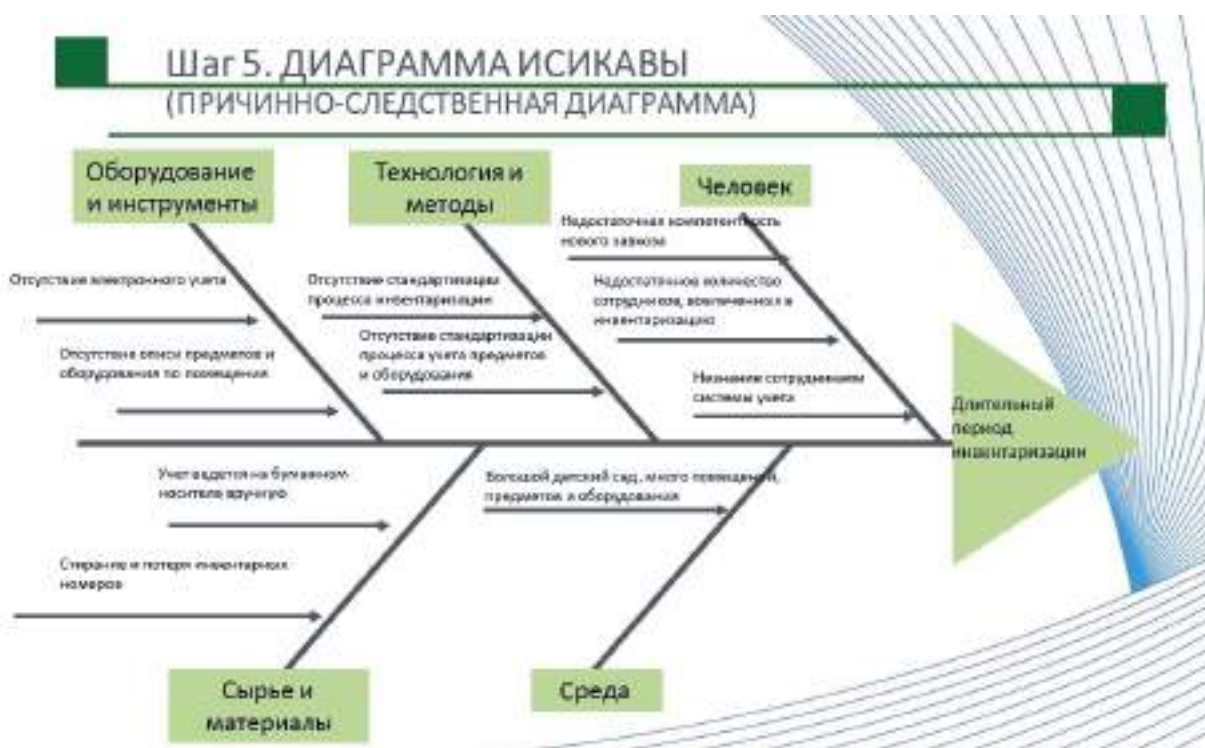 Шаг 5. ДИАГРАММА ИСИКАВЫ
(ПРИЧИННО-СЛЕДСТВЕННАЯ ДИАГРАММА)
Оборудование
и инструменты
Технология и
методы
Человек
Недостаточная компетентность
нового завхоза
Отсутствие электронного учета
Отсутствие стандартизации
процесса инвентаризации
Недостаточное количество
сотрудников, вовлеченных в
инвентаризацию
Отсутствие описи предметов и
оборудования по помещения
Отсутствие стандартизации
процесса учета предметов
и оборудования
Незнание сотрудниками
системы учета
Длительный
период
инвентаризации
Учет ведется на бумажном
носителе вручную
Большой детский сад, много помещений,
предметов и оборудования
Стирание и потеря инвентарных
номеров
Сырье и
материалы
Среда